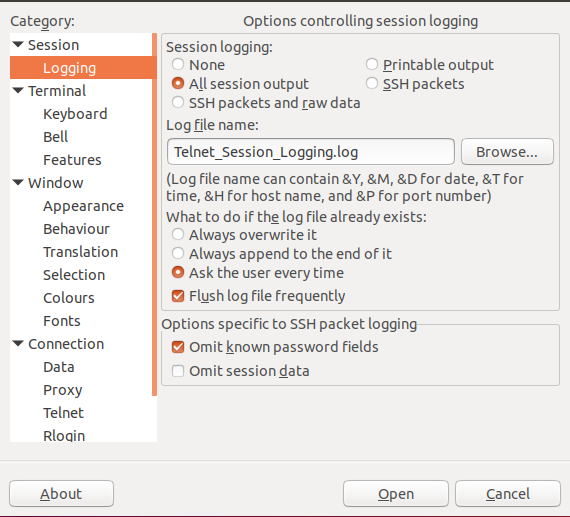 Category:
Options controlling session logging
Session
Logging
Terminal
Keyboard
Bell
Features
Window
Appearance
Behaviour
Translation
Selection
Colours
Fonts
Connection
Data
Proxy
Telnet
Rlogin
Session logging:
None
Printable output
All session output
SSH packets
SSH packets and raw data
Log file name:
Telnet_Session_Logging.log
Browse...
(Log file name can contain &Y, &M, &D for date, &T for
time, &H for host name, and &P for port number)
What to do if the log file already exists:
Always overwrite it
Always append to the end of it
Ask the user every time
Flush log file frequently
Options specific to SSH packet logging
Omit known password fields
Omit session data
About
Open
Cancel